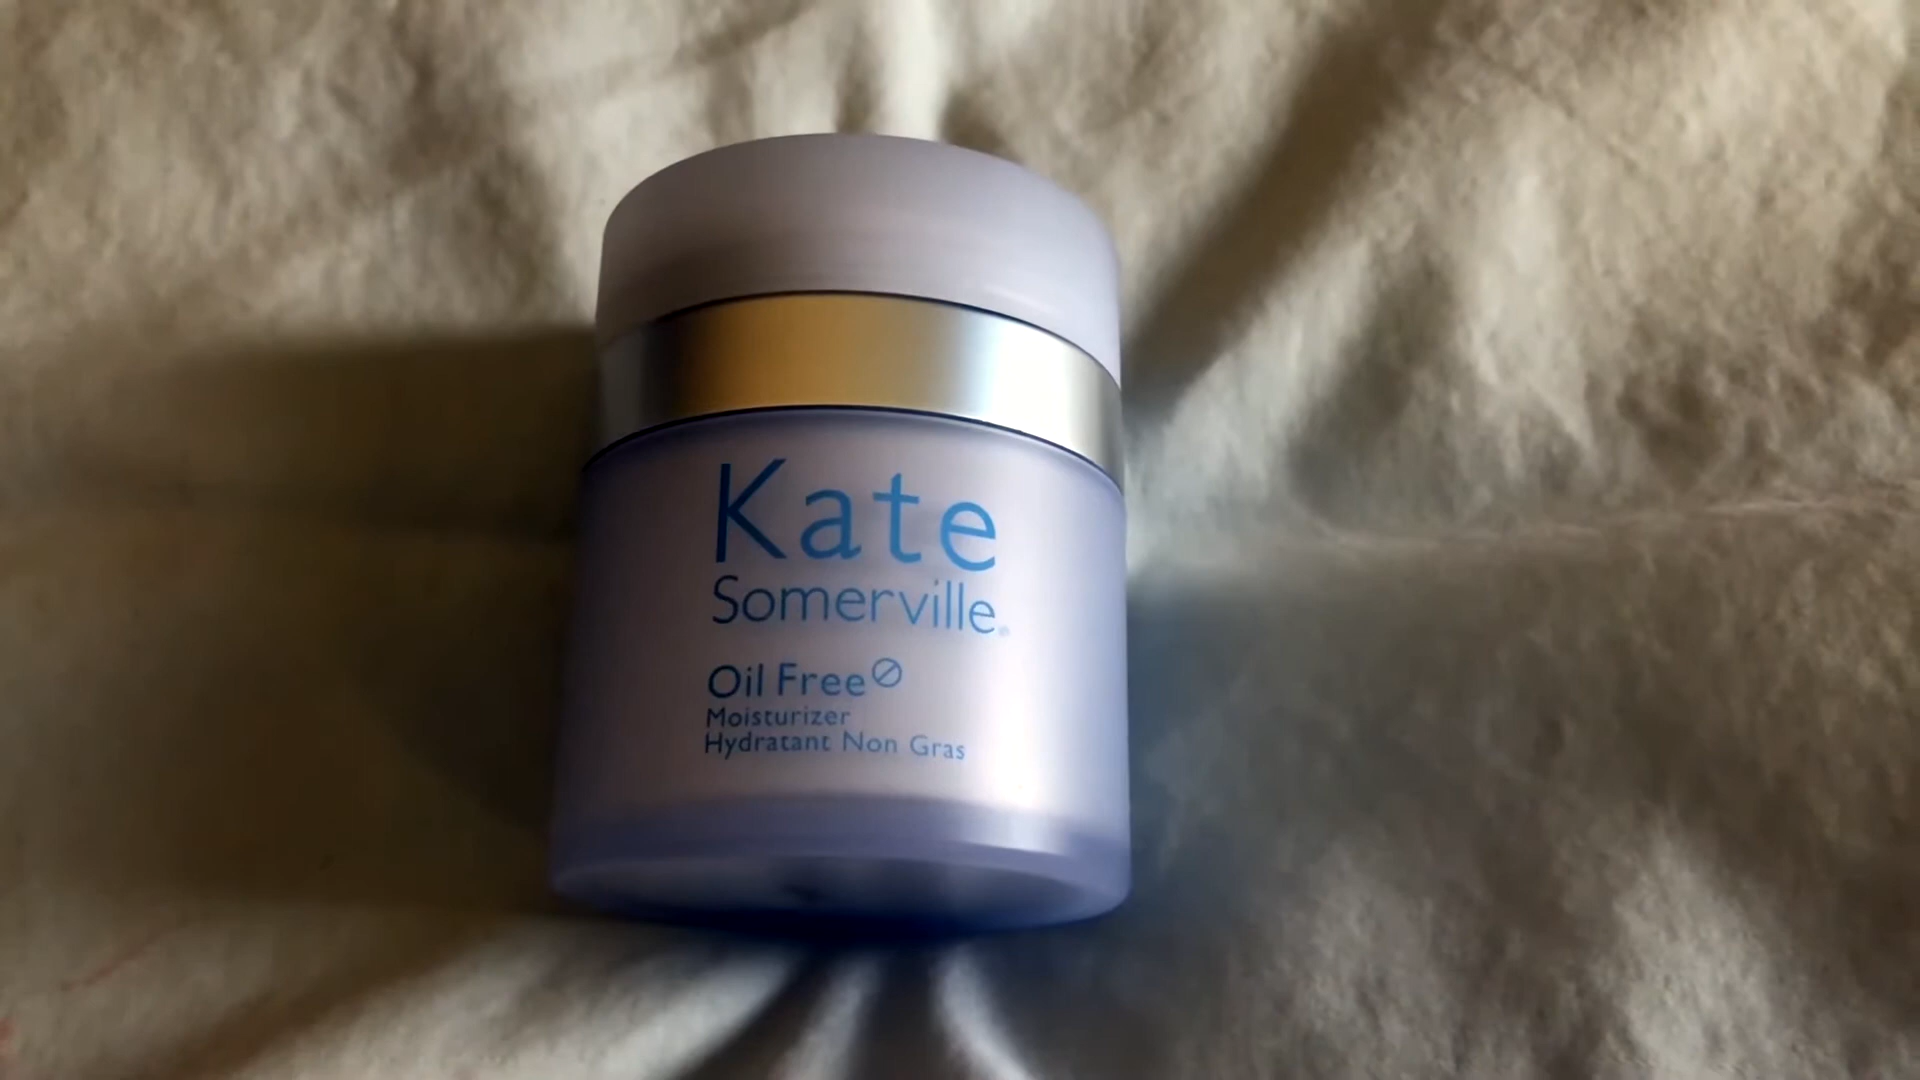 Kate
Somerville®
Oil Free
Moisturizer
Hydratant Non Gras